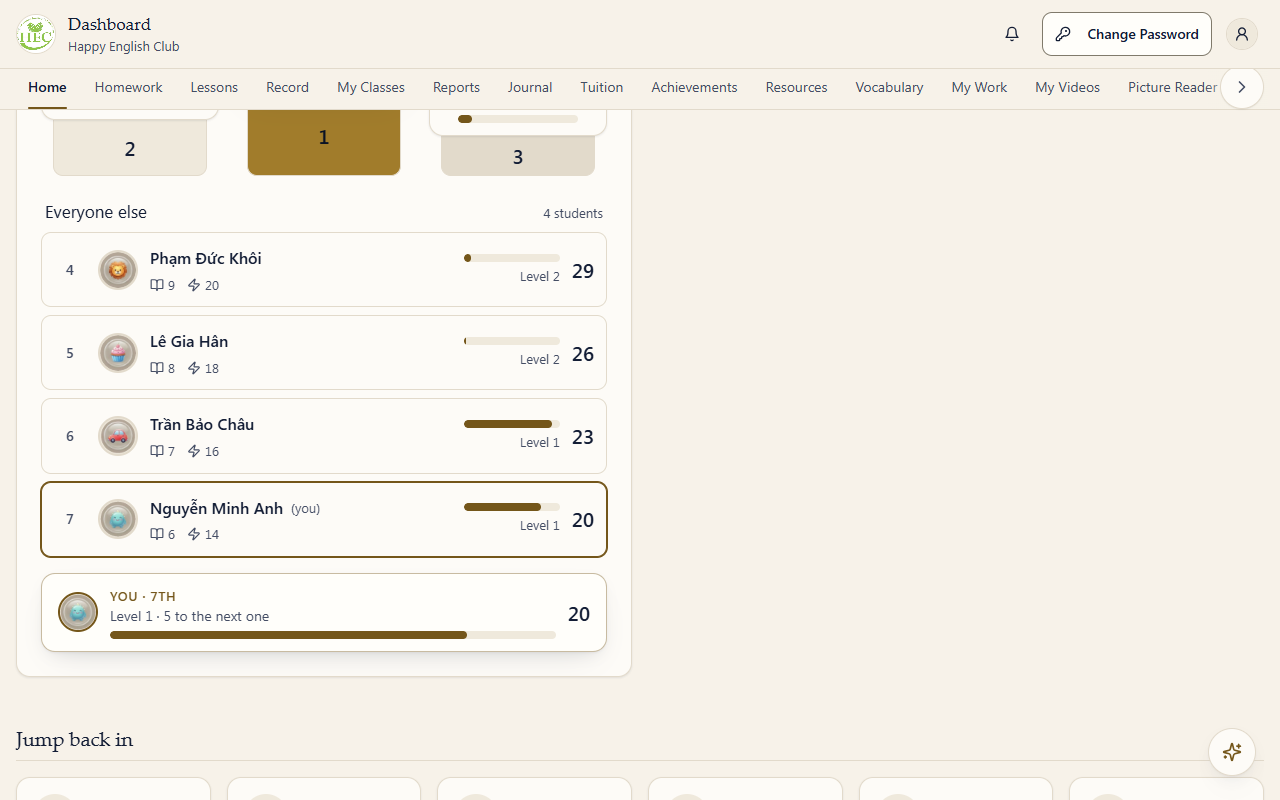 HEC
Dashboard
Happy English Club
Change Password
Home Homework Lessons Record My Classes Reports Journal Tuition Achievements Resources Vocabulary My Work My Videos Picture Reader
2
1
3
Everyone else
4 students
4
Phạm Đức Khôi
9 20
Level 2
29
5
Lê Gia Hân
8 18
Level 2
26
6
Trần Bảo Châu
7 16
Level 1
23
7
Nguyễn Minh Anh (you)
6 14
Level 1
20
YOU · 7TH
Level 1 · 5 to the next one
20
Jump back in